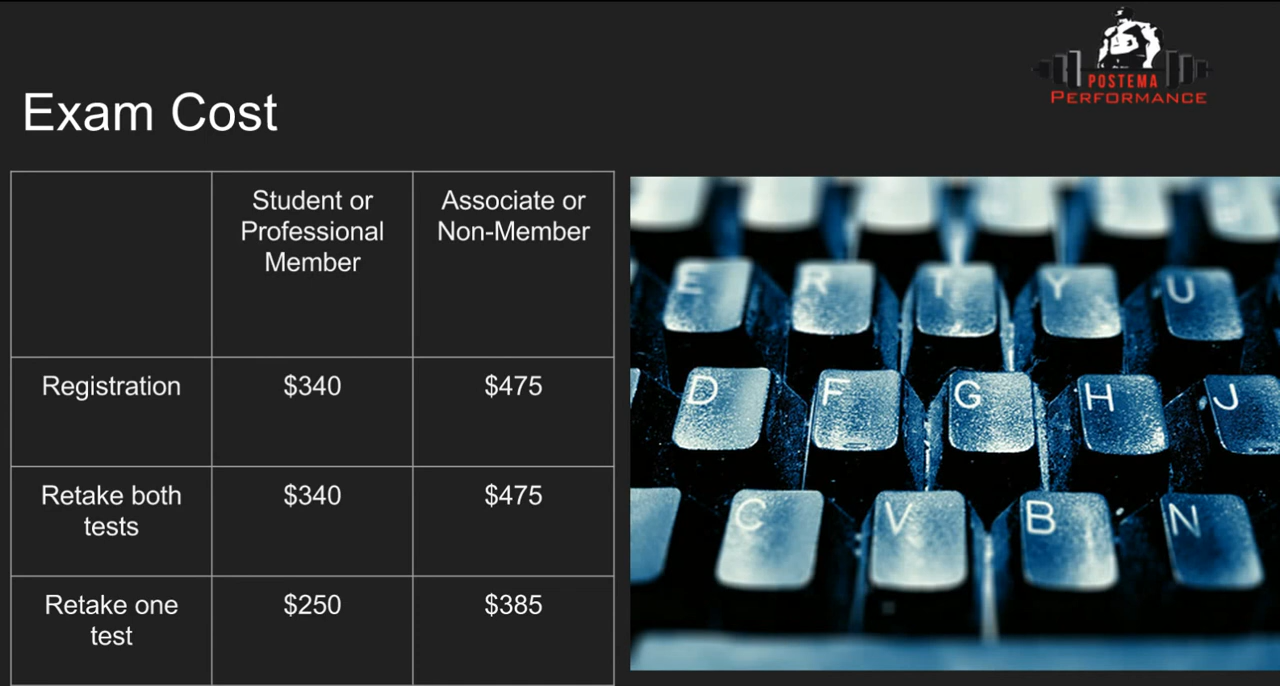 POSTEMA
PERFORMANCE
Exam Cost
Student or
Professional
Member
Associate or
Non-Member
Registration
$340
$475
Retake both
tests
$340
$475
Retake one
test
$250
$385
E R T Y U
D F G H J
C V B N